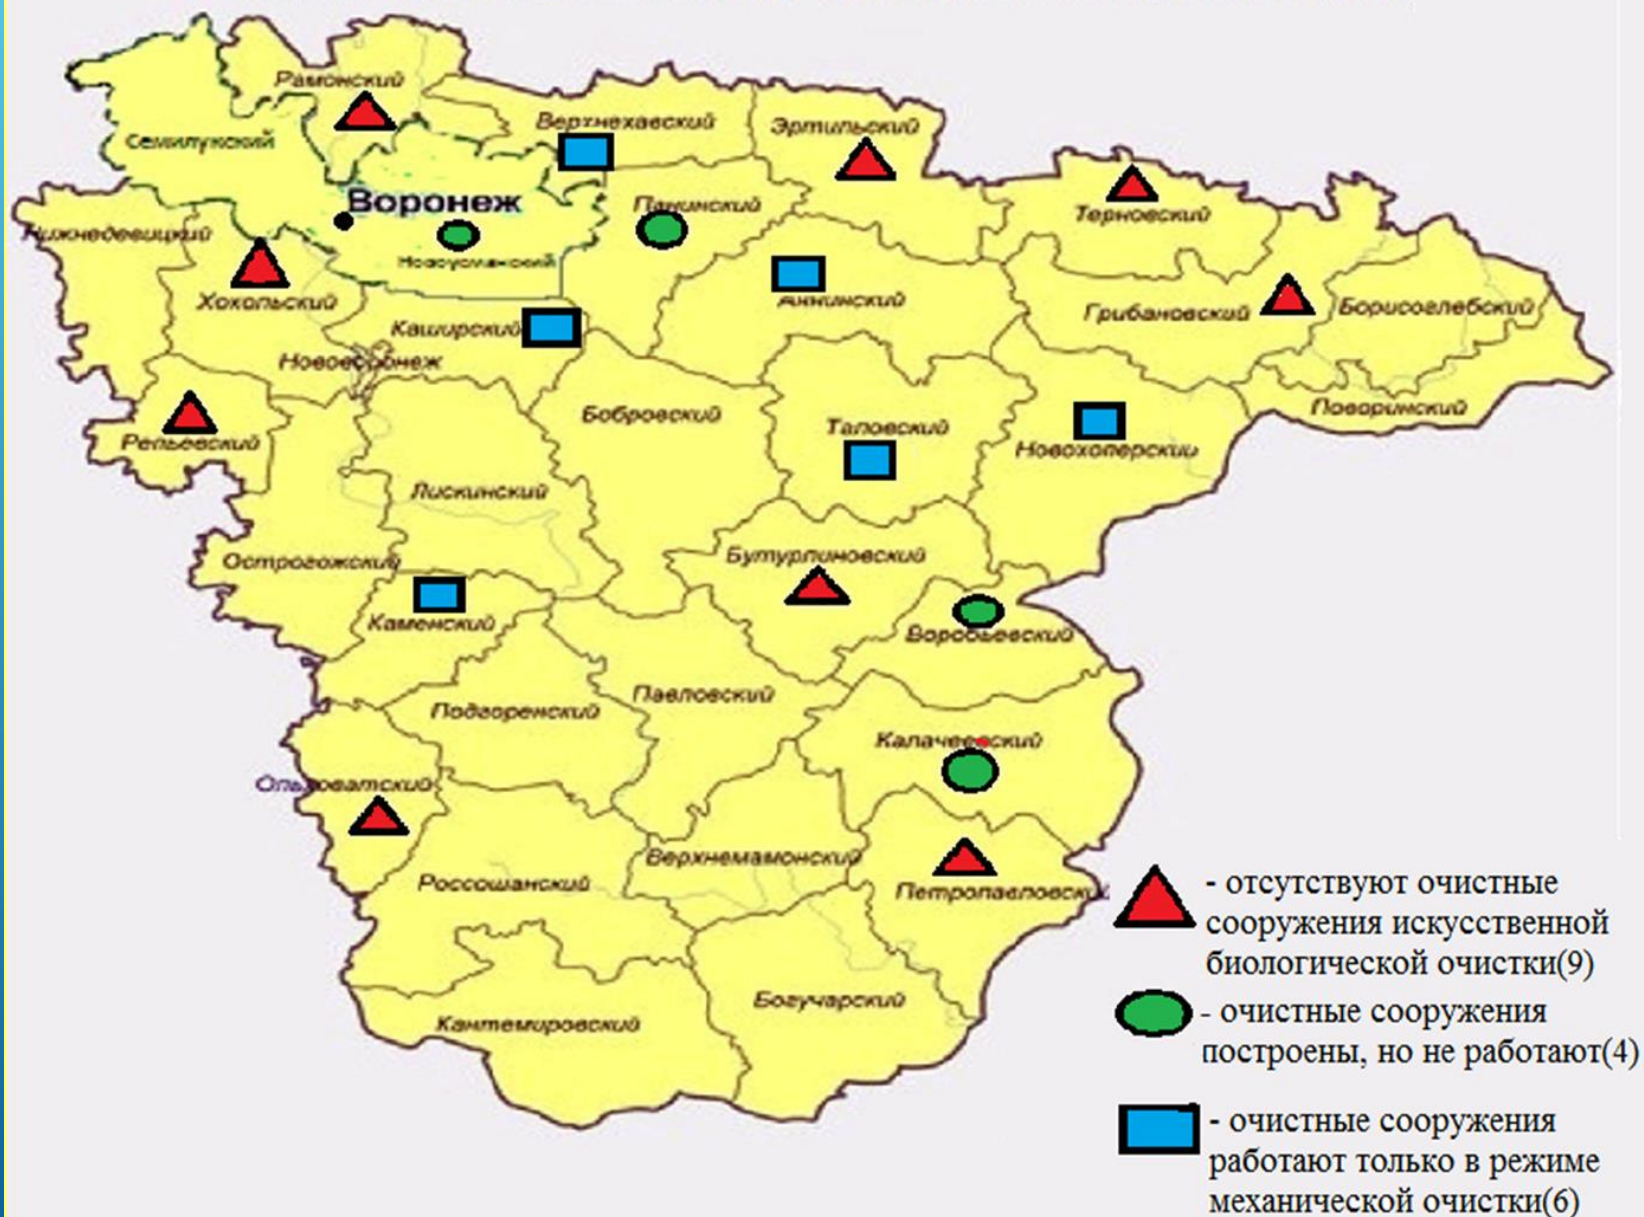 Рамонский
Верхнехавский
Эртильский
Семилукский
Воронеж
Панинский
Терновский
Нижнедевицкий
Новоусманский
Хохольский
Аннинский
Грибановский
Борисоглебский
Каширский
Нововоронеж
Поворинский
Бобровский
Таловский
Новохоперский
Репьевский
Лискинский
Острогожский
Бутурлиновский
Каменский
Воробьевский
Павловский
Подгоренский
Калачеевский
Ольховатский
Верхнемамонский
Россошанский
Петропавловский
Богучарский
Кантемировский
- отсутствуют очистные
сооружения искусственной
биологической очистки(9)
- очистные сооружения
построены, но не работают(4)
- очистные сооружения
работают только в режиме
механической очистки(6)